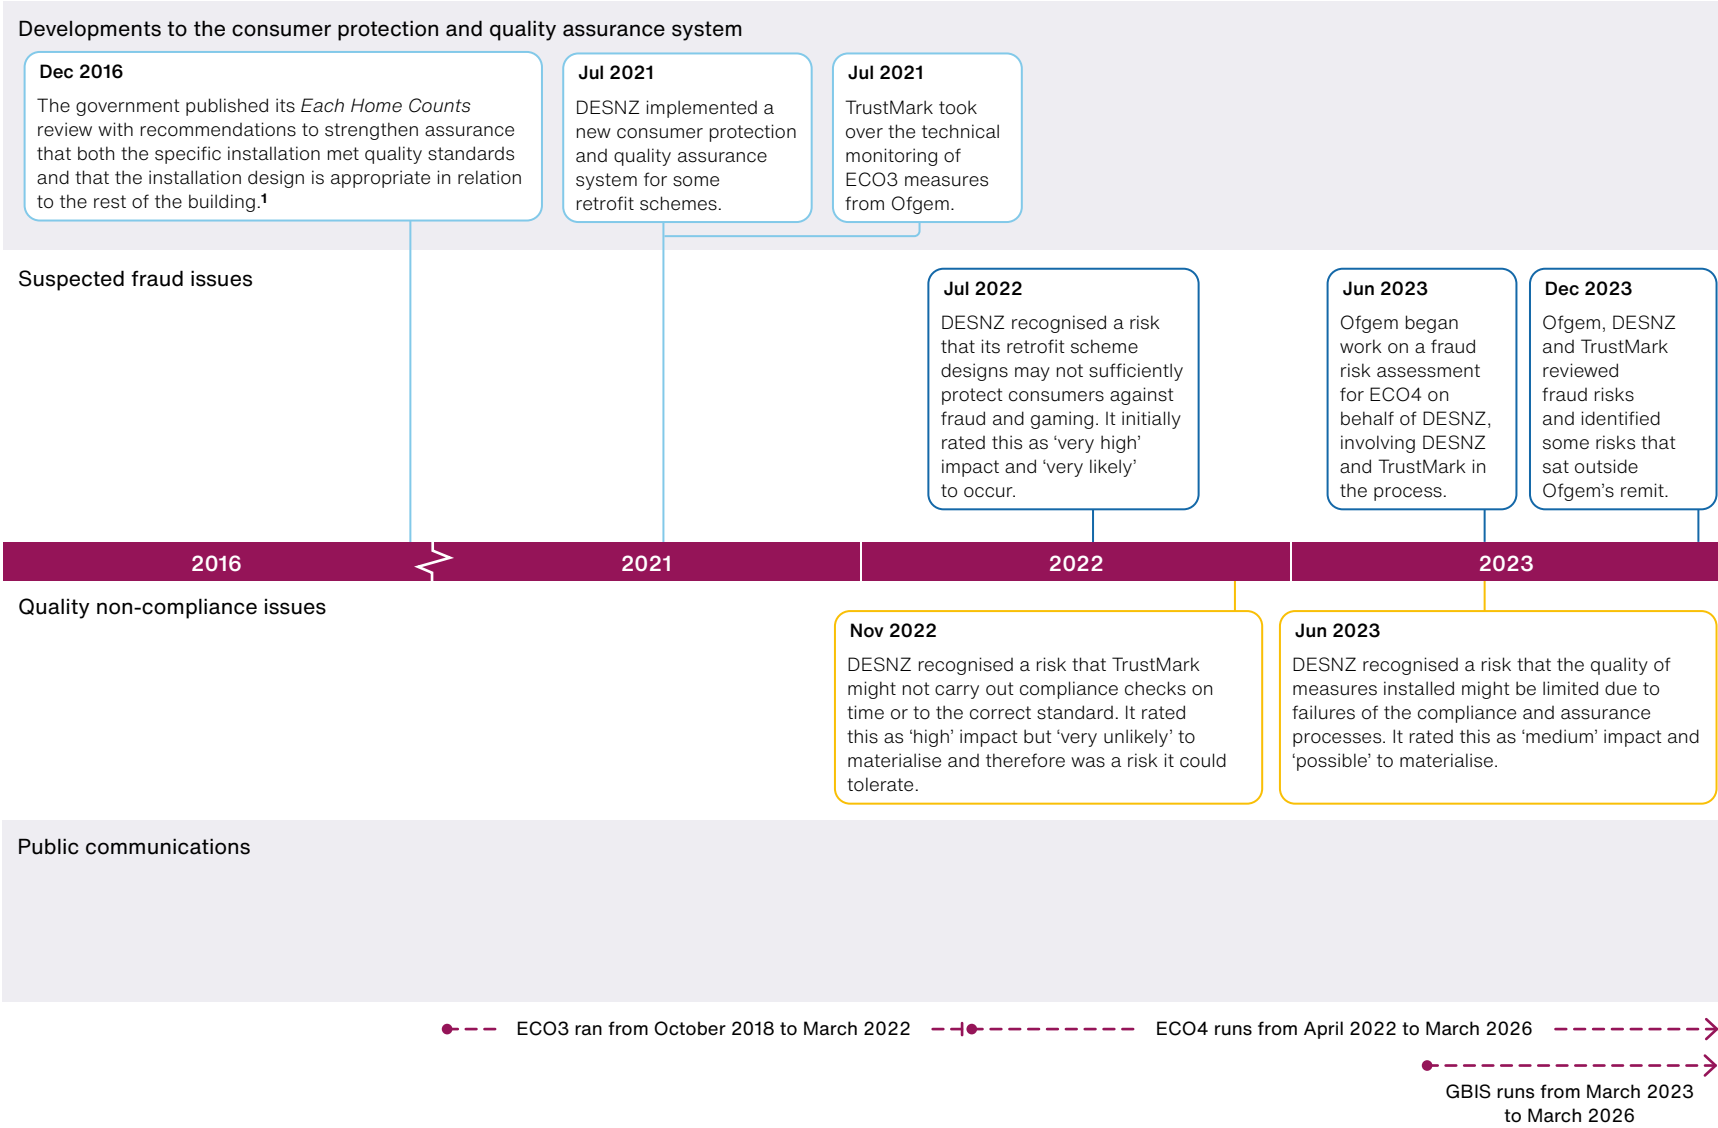 Developments to the consumer protection and quality assurance system
Dec 2016
The government published its Each Home Counts
review with recommendations to strengthen assurance
that both the specific installation met quality standards
and that the installation design is appropriate in relation
to the rest of the building.1
Jul 2021
DESNZ implemented a
new consumer protection
and quality assurance
system for some
retrofit schemes.
Jul 2021
TrustMark took
over the technical
monitoring of
ECO3 measures
from Ofgem.
Suspected fraud issues
Jul 2022
DESNZ recognised a risk
that its retrofit scheme
designs may not sufficiently
protect consumers against
fraud and gaming. It initially
rated this as ‘very high’
impact and ‘very likely’
to occur.
Jun 2023
Ofgem began
work on a fraud
risk assessment
for ECO4 on
behalf of DESNZ,
involving DESNZ
and TrustMark in
the process.
Dec 2023
Ofgem, DESNZ
and TrustMark
reviewed
fraud risks
and identified
some risks that
sat outside
Ofgem’s remit.
2016
2021
2022
2023
Quality non-compliance issues
Nov 2022
DESNZ recognised a risk that TrustMark
might not carry out compliance checks on
time or to the correct standard. It rated
this as ‘high’ impact but ‘very unlikely’ to
materialise and therefore was a risk it could
tolerate.
Jun 2023
DESNZ recognised a risk that the quality of
measures installed might be limited due to
failures of the compliance and assurance
processes. It rated this as ‘medium’ impact and
‘possible’ to materialise.
Public communications
ECO3 ran from October 2018 to March 2022
ECO4 runs from April 2022 to March 2026
GBIS runs from March 2023
to March 2026